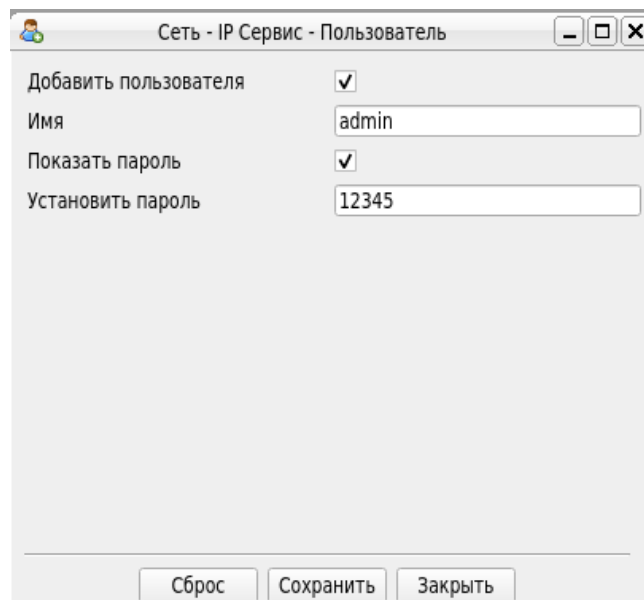 Сеть - IP Сервис - Пользователь
Добавить пользователя
Имя admin
Показать пароль
Установить пароль 12345
Сброс Сохранить Закрыть